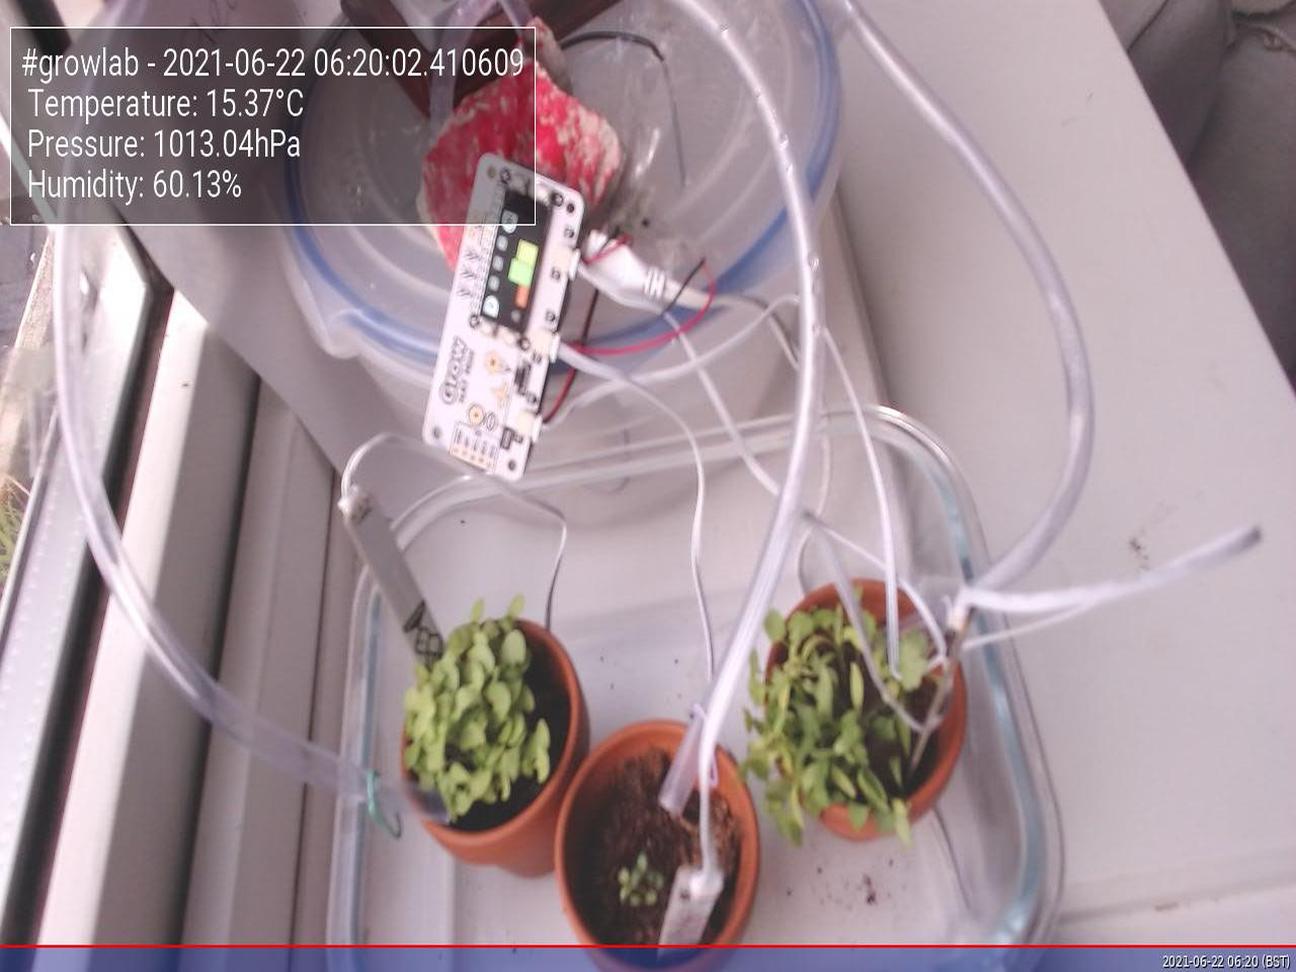 #growlab - 2021-06-22 06:20:02.410609
Temperature: 15.37°C
Pressure: 1013.04hPa
Humidity: 60.13%
GROW
2021-06-22 06:20 (BST)